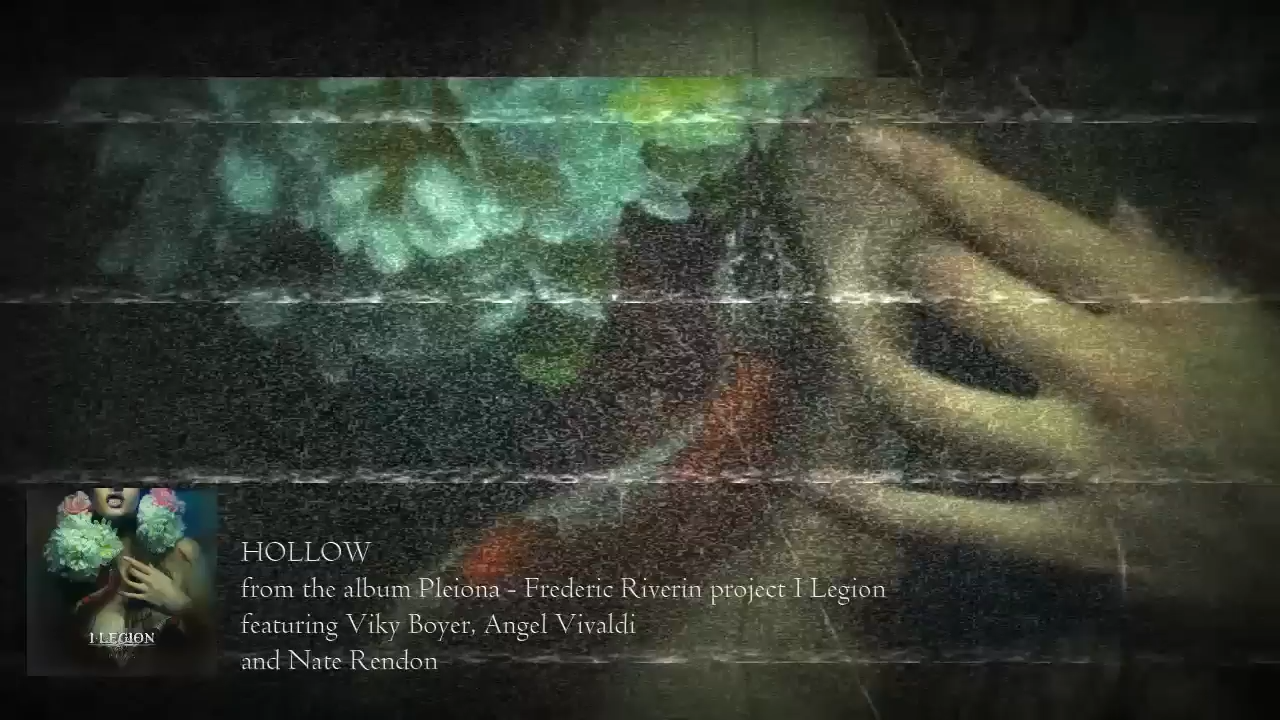 HOLLOW
from the album Pleiona - Frederic Riverin project I Legion
featuring Viky Boyer, Angel Vivaldi
and Nate Rendon
I LEGION